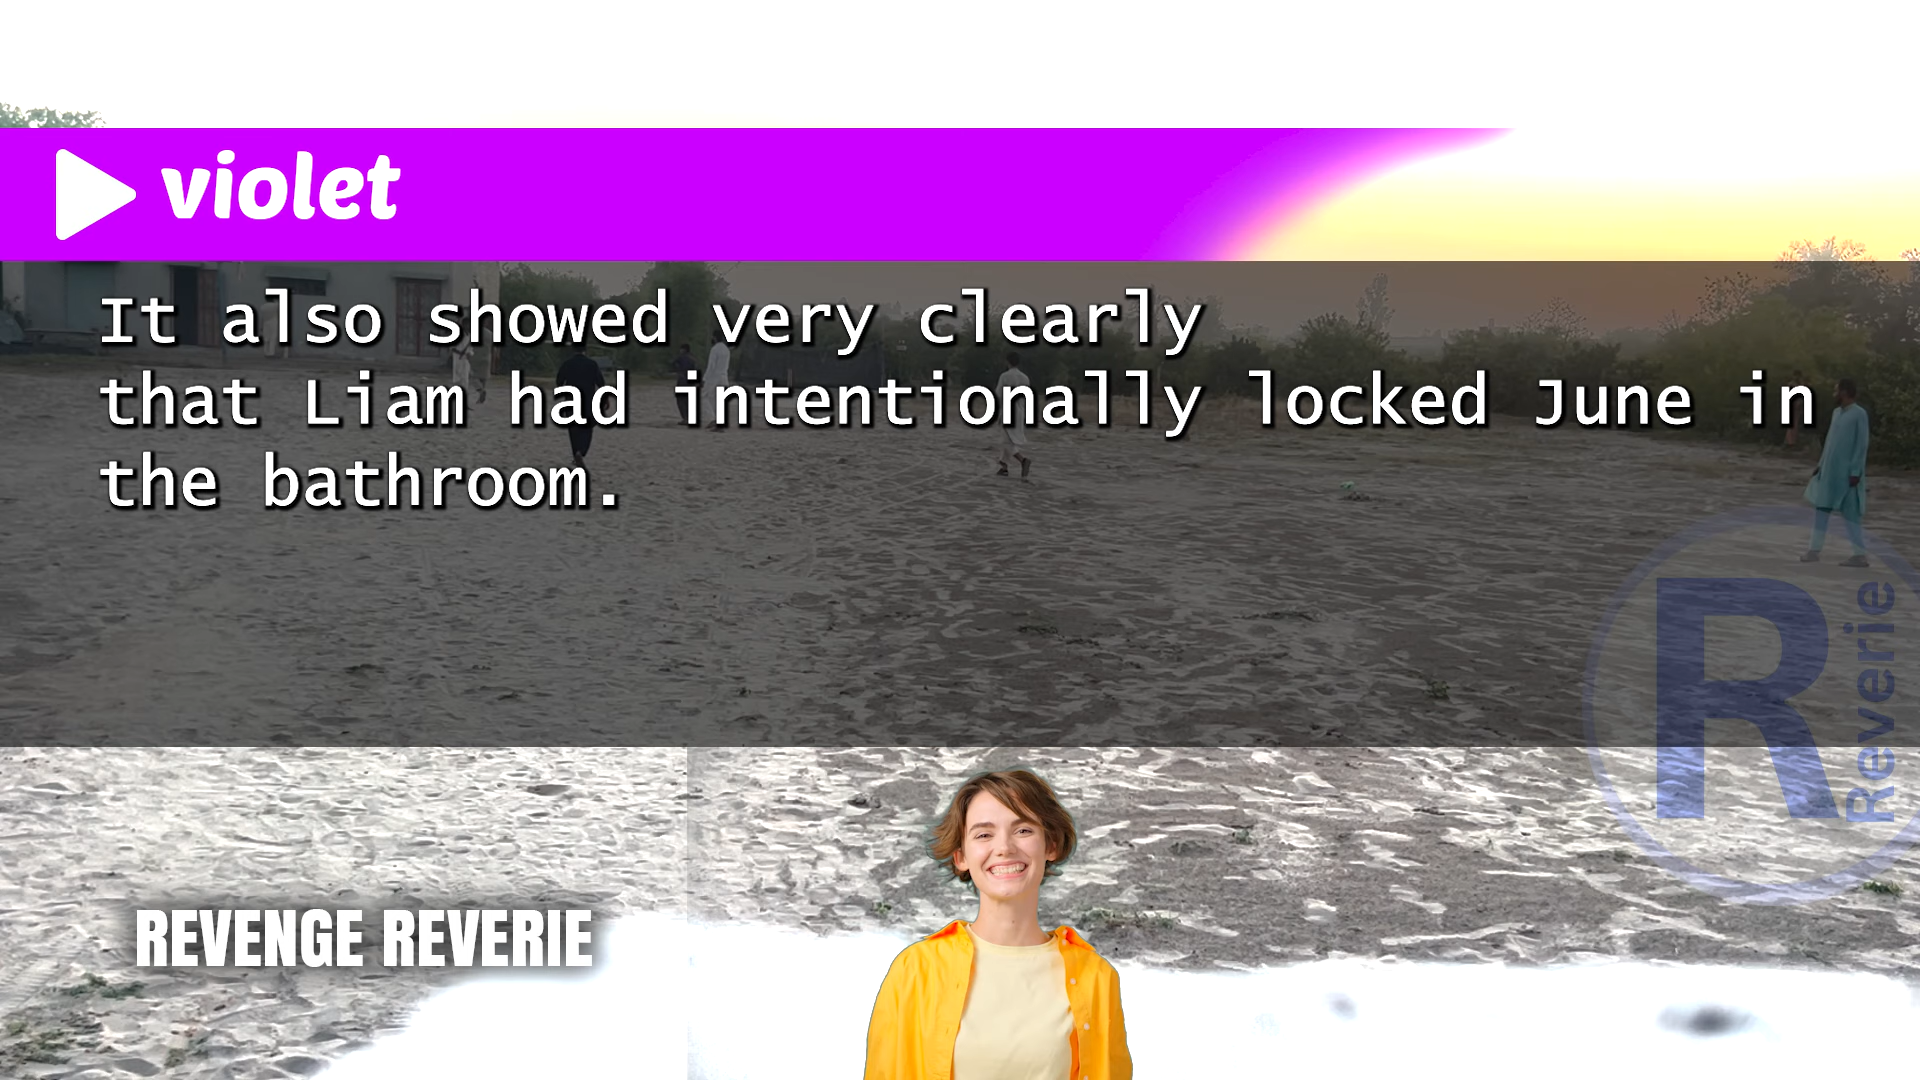 violet
It also showed very clearly
that Liam had intentionally locked June in
the bathroom.
R
Reverie
REVENGE REVERIE